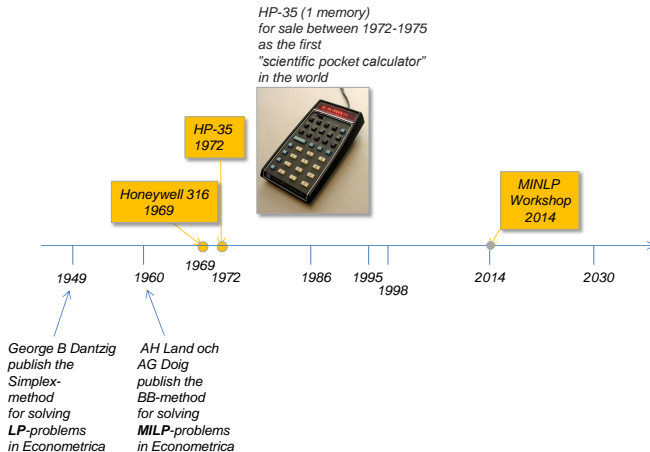 HP-35 (1 memory)
for sale between 1972-1975
as the first
"scientific pocket calculator"
in the world
HP-35
1972
Honeywell 316
1969
MINLP
Workshop
2014
1949
1960
1969
1972
1986
1995
1998
2014
2030
George B Dantzig
publish the
Simplex-
method
for solving
LP-problems
in Econometrica
AH Land och
AG Doig
publish the
BB-method
for solving
MILP-problems
in Econometrica